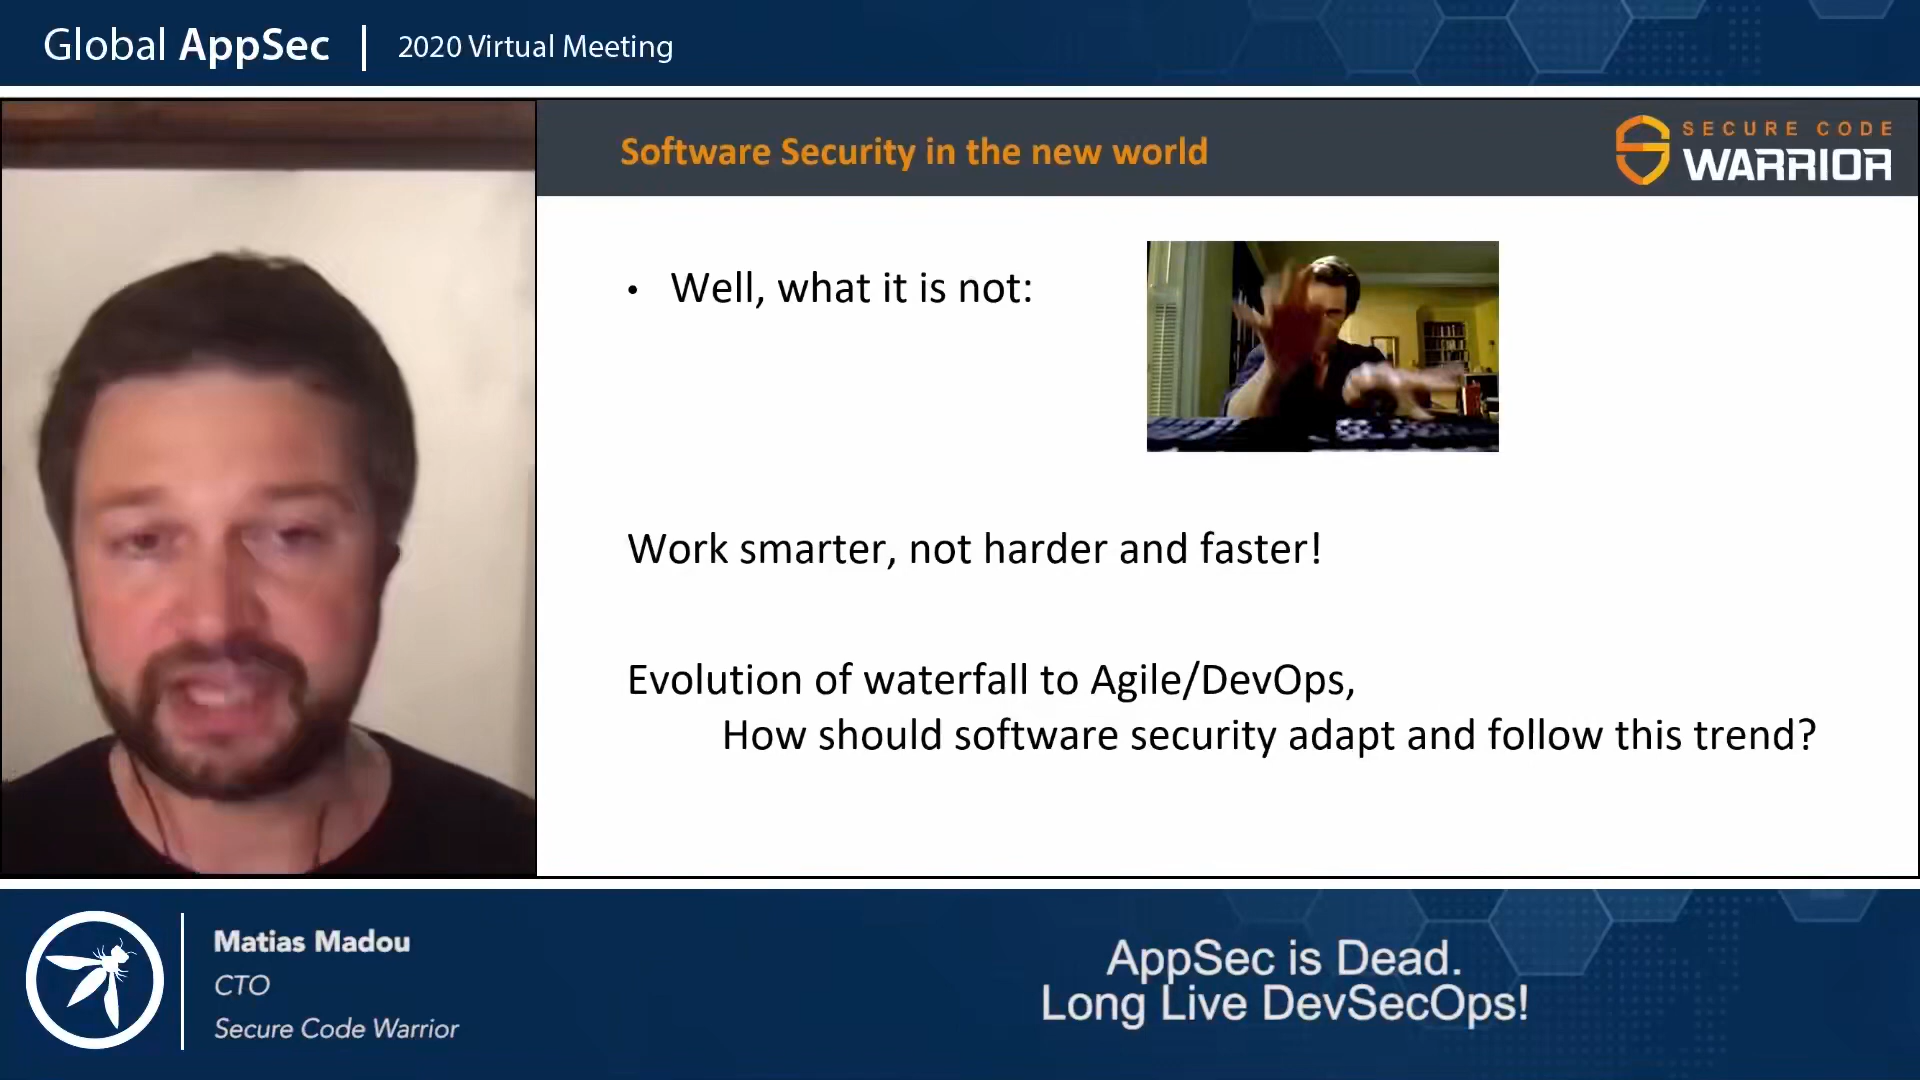 Global AppSec | 2020 Virtual Meeting
Software Security in the new world
SECURE CODE
WARRIOR
• Well, what it is not:
Work smarter, not harder and faster!
Evolution of waterfall to Agile/DevOps,
How should software security adapt and follow this trend?
Matias Madou
CTO
Secure Code Warrior
AppSec is Dead.
Long Live DevSecOps!